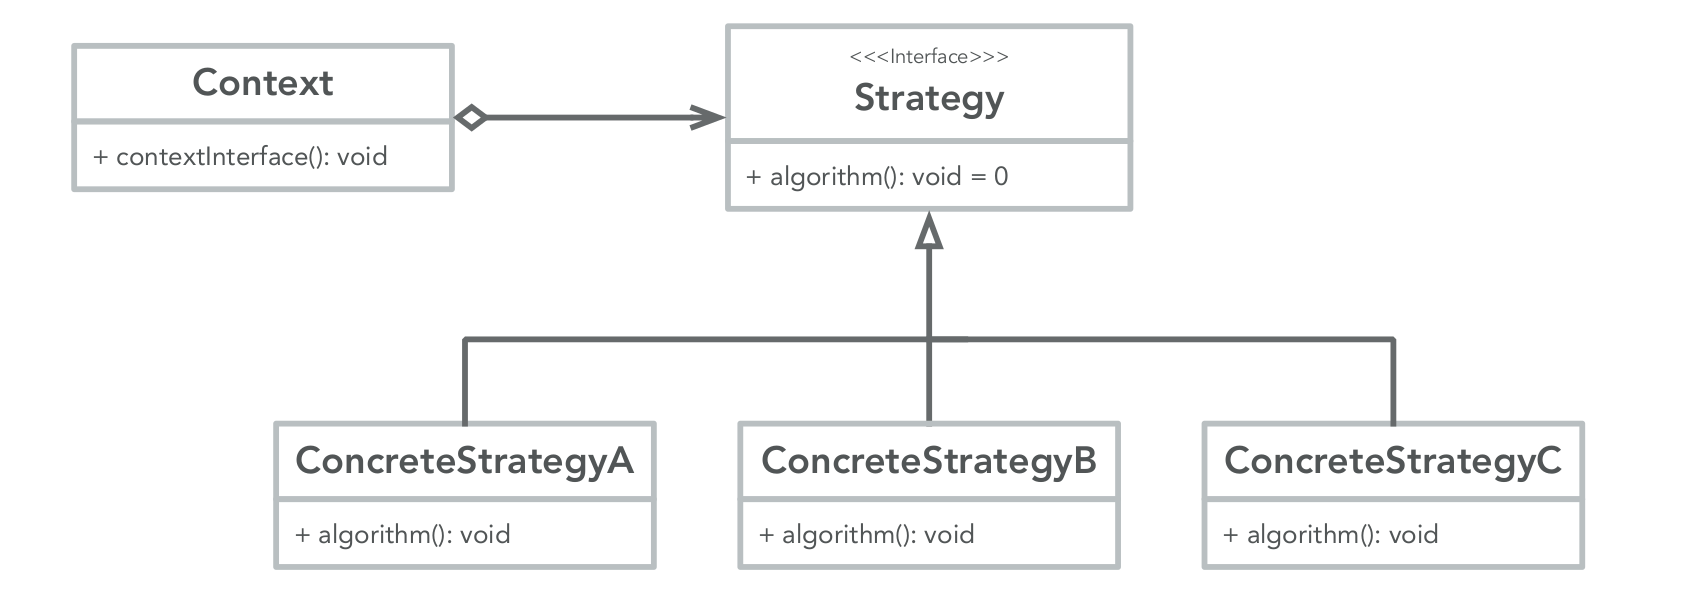 Context
+ contextInterface(): void
<<<Interface>>>
Strategy
+ algorithm(): void = 0
ConcreteStrategyA
+ algorithm(): void
ConcreteStrategyB
+ algorithm(): void
ConcreteStrategyC
+ algorithm(): void